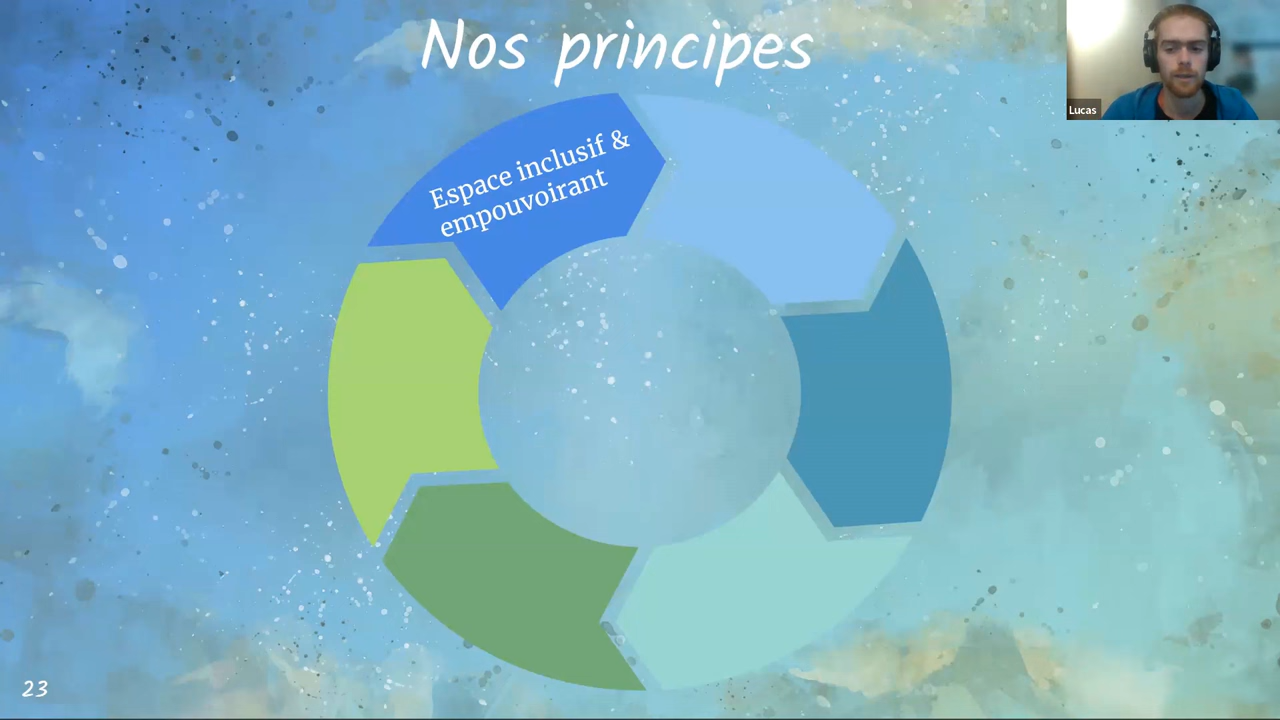 Nos principes
Lucas
Espace inclusif &
empouvoirant
23